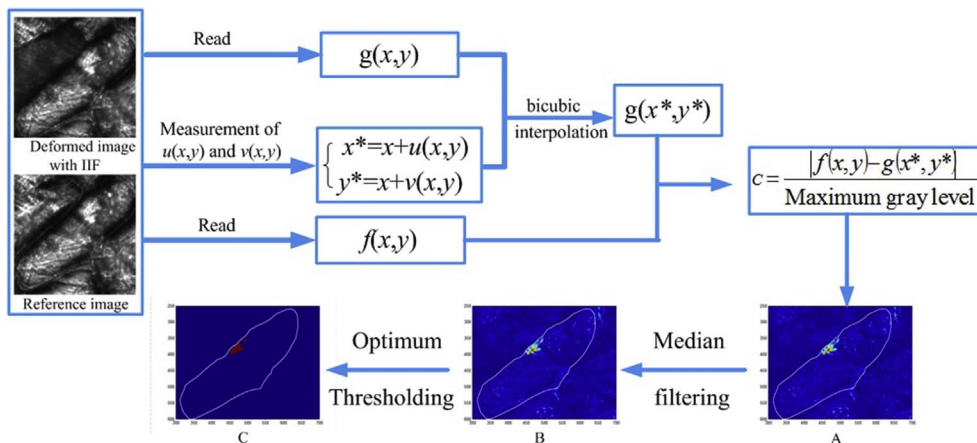 Read
g(x,y)
Deformed image
with IIF
Measurement of
u(x,y) and v(x,y)
x*=x+u(x,y)
y*=x+v(x,y)
bicubic
interpolation
g(x*,y*)
Read
f(x,y)
Reference image
C = |f(x,y)-g(x*,y*)| / Maximum gray level
Optimum
Thresholding
Median
filtering
C
B
A